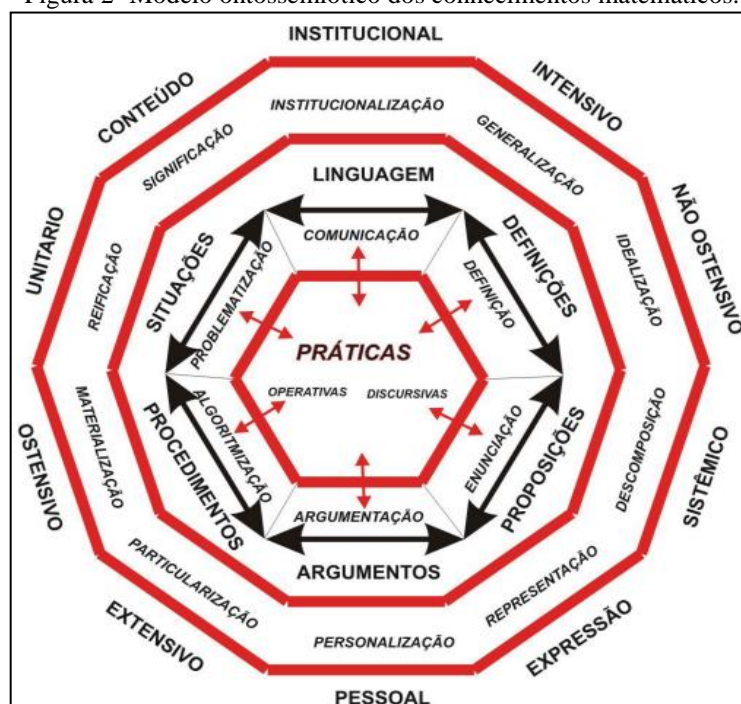 Figura 2- Modelo ontossemiótico dos conhecimentos matemáticos.
INSTITUCIONAL
CONTEÚDO
INTENSIVO
INSTITUCIONALIZAÇÃO
SIGNIFICAÇÃO
GENERALIZAÇÃO
LINGUAGEM
UNITARIO
NÃO OSTENSIVO
COMUNICAÇÃO
SITUAÇÕES
DEFINIÇÕES
REIFICAÇÃO
IDEALIZAÇÃO
PROBLEMATIZAÇÃO
DEFINIÇÃO
PRÁTICAS
OPERATIVAS
DISCURSIVAS
MATERIALIZAÇÃO
ALGORITMIZAÇÃO
ENUNCIAÇÃO
DESCOMPOSIÇÃO
PROCEDIMENTOS
PROPOSIÇÕES
OSTENSIVO
SISTÊMICO
ARGUMENTAÇÃO
ARGUMENTOS
PARTICULARIZAÇÃO
REPRESENTAÇÃO
EXTENSIVO
EXPRESSÃO
PERSONALIZAÇÃO
PESSOAL